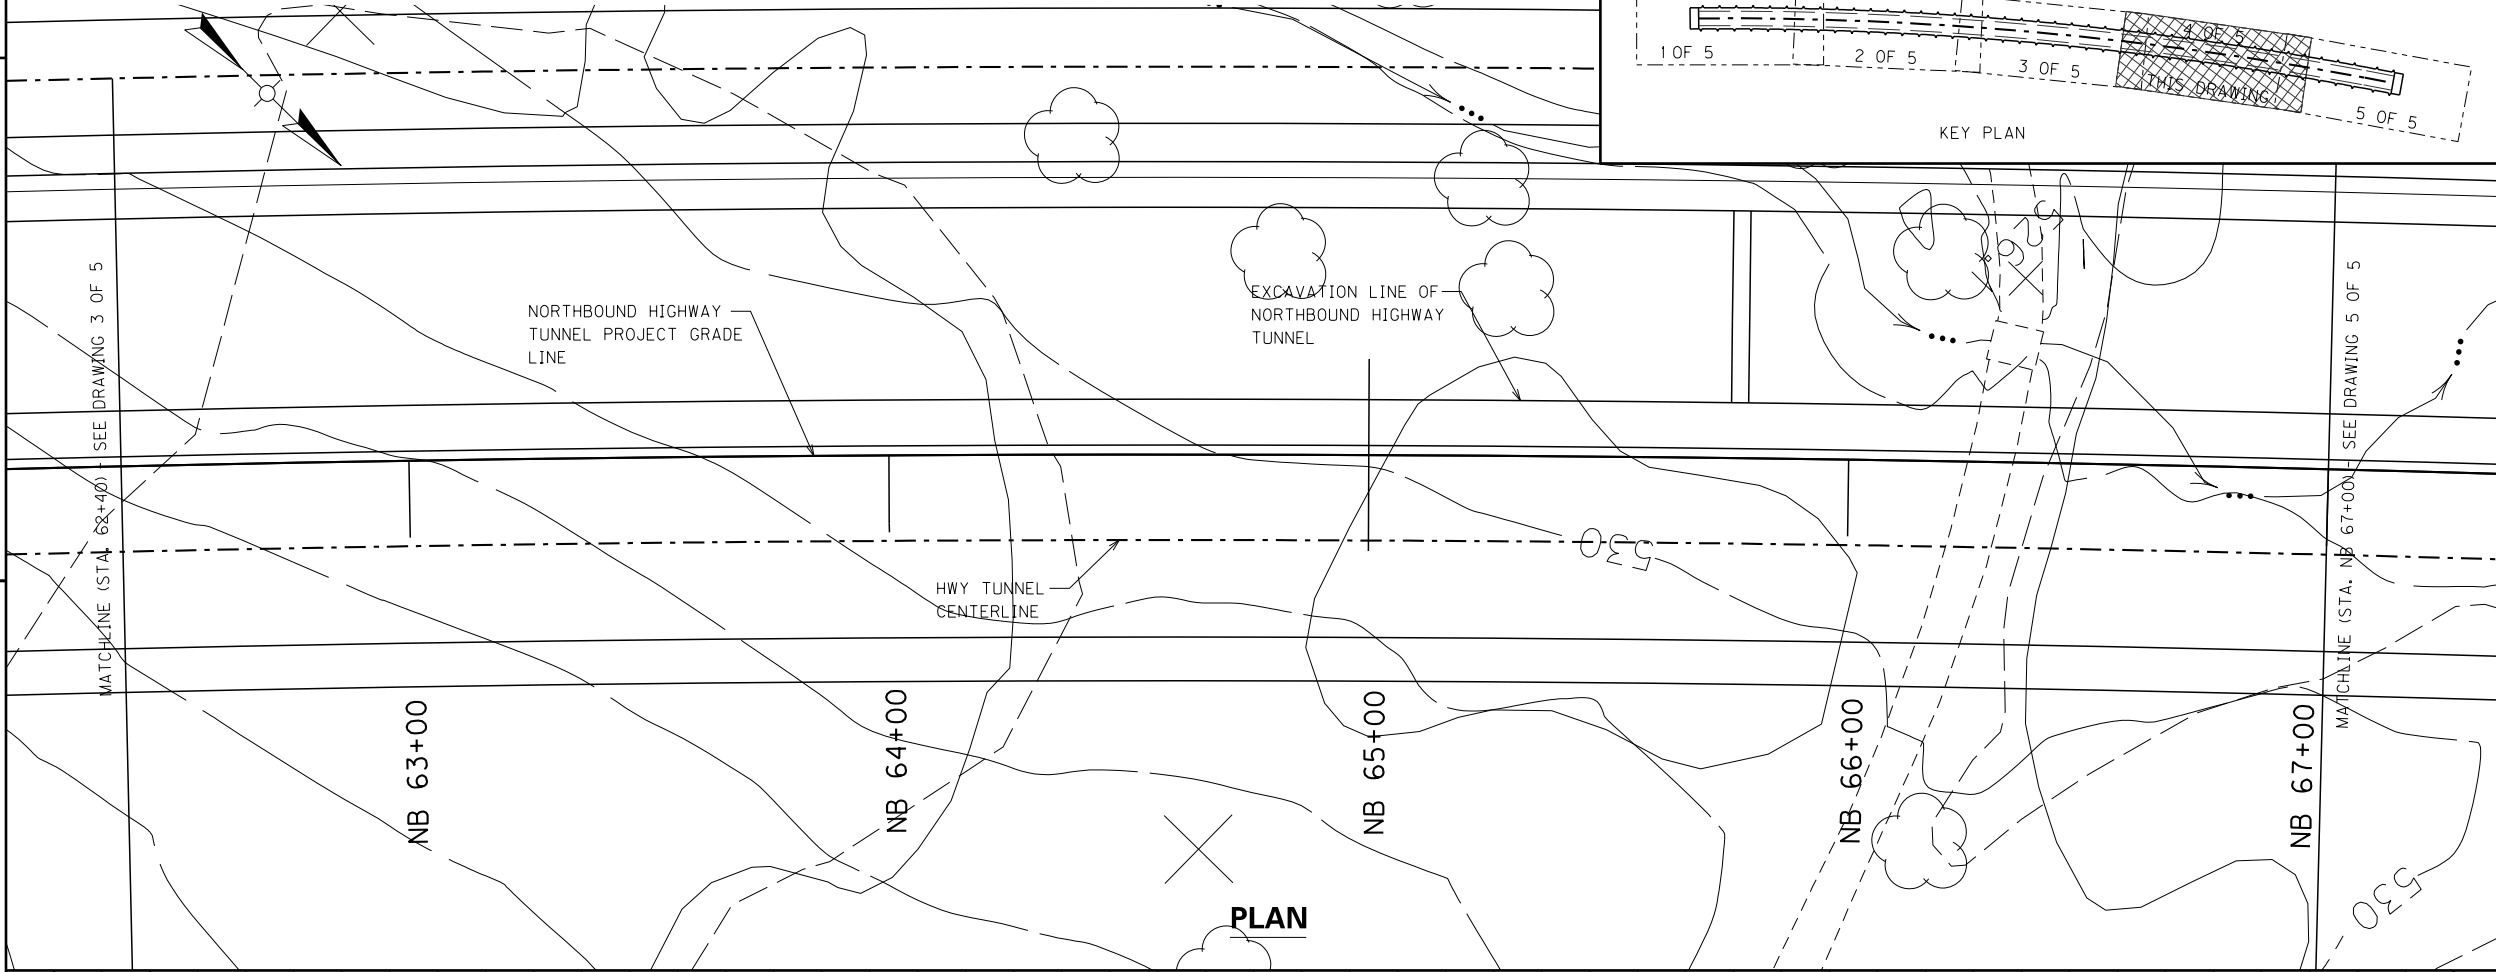 1 OF 5
2 OF 5
3 OF 5
4 OF 5
THIS DRAWING
5 OF 5
KEY PLAN
MATCHLINE (STA. 62+40) - SEE DRAWING 3 OF 5
NORTHBOUND HIGHWAY
TUNNEL PROJECT GRADE
LINE
EXCAVATION LINE OF
NORTHBOUND HIGHWAY
TUNNEL
MATCHLINE (STA. NB 67+00) - SEE DRAWING 5 OF 5
530
HWY TUNNEL
CENTERLINE
NB 63+00
NB 64+00
NB 65+00
NB 66+00
NB 67+00
530
PLAN